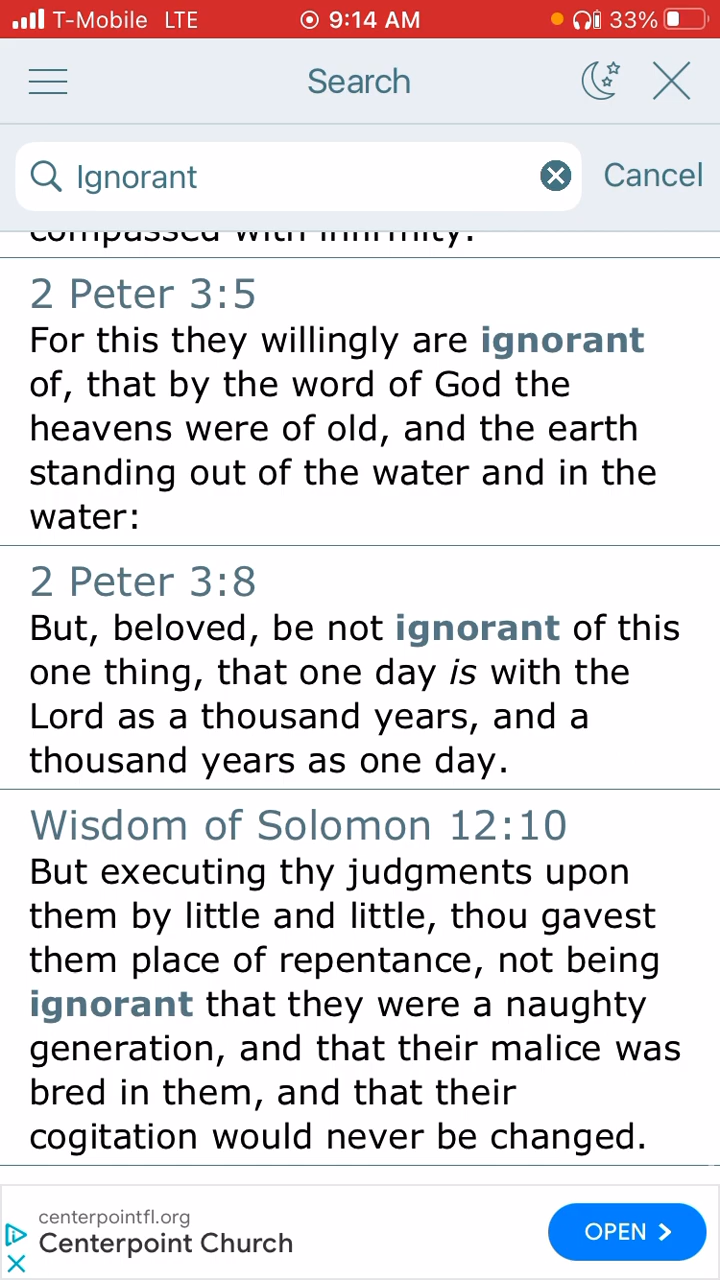 T-Mobile LTE 9:14 AM 33%
Search
Ignorant Cancel
compassed with infirmity.
2 Peter 3:5
For this they willingly are ignorant
of, that by the word of God the
heavens were of old, and the earth
standing out of the water and in the
water:
2 Peter 3:8
But, beloved, be not ignorant of this
one thing, that one day is with the
Lord as a thousand years, and a
thousand years as one day.
Wisdom of Solomon 12:10
But executing thy judgments upon
them by little and little, thou gavest
them place of repentance, not being
ignorant that they were a naughty
generation, and that their malice was
bred in them, and that their
cogitation would never be changed.
centerpointfl.org
Centerpoint Church
OPEN